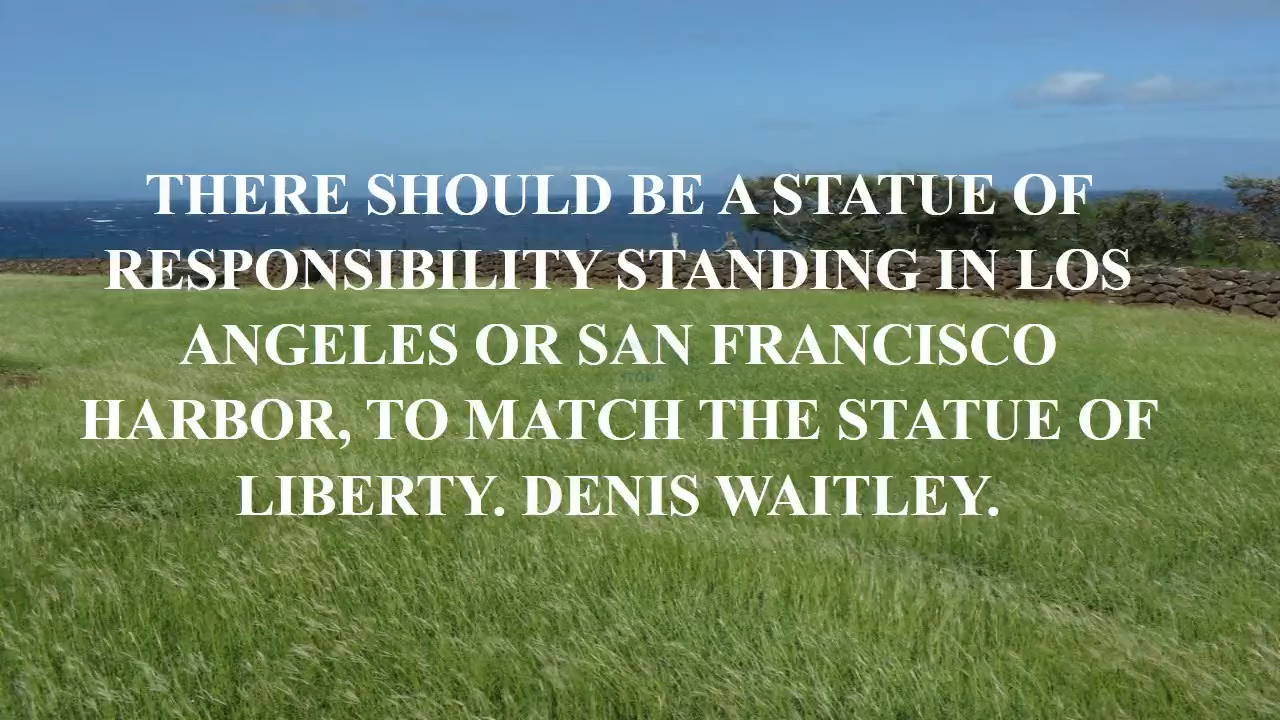 THERE SHOULD BE A STATUE OF
RESPONSIBILITY STANDING IN LOS
ANGELES OR SAN FRANCISCO
HARBOR, TO MATCH THE STATUE OF
LIBERTY. DENIS WAITLEY.